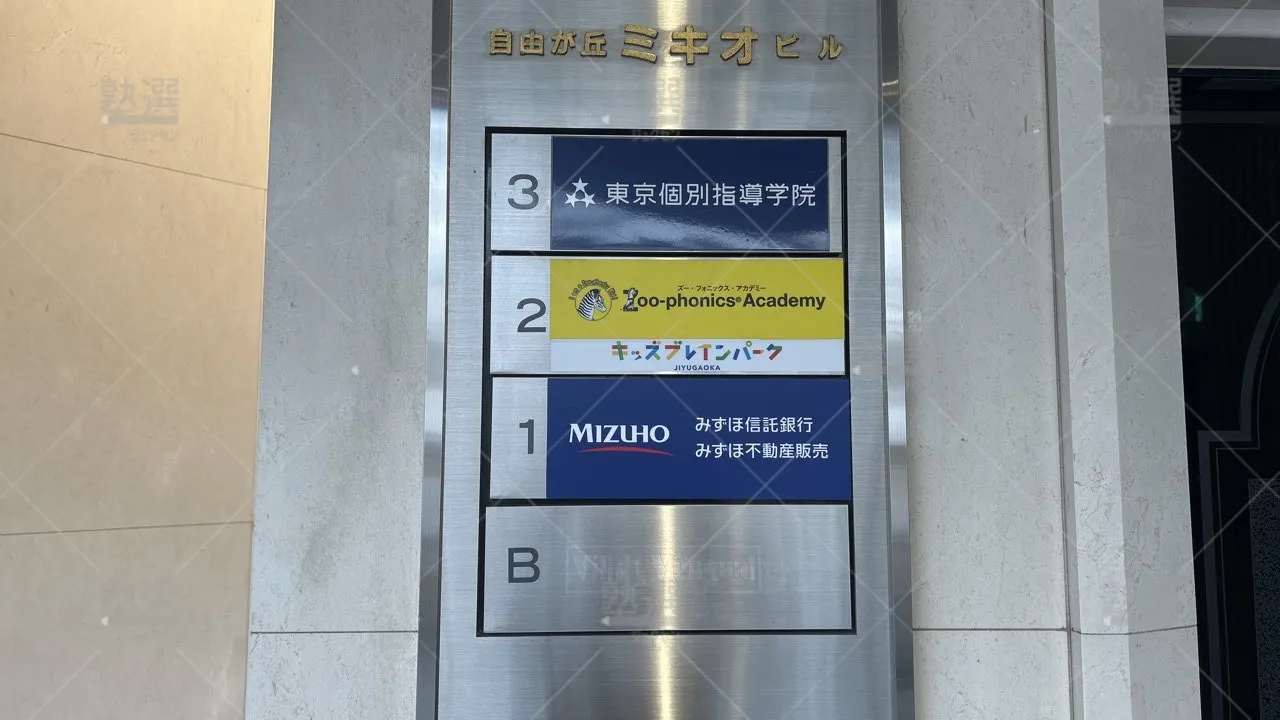 自由が丘 ミキオ ビル
3
東京個別指導学院
2
ズー・フォニックス・アカデミー
Zoo-phonics® Academy
キッズブレインパーク
JIYUGAOKA
1
MIZUHO
みずほ信託銀行
みずほ不動産販売
B
塾選